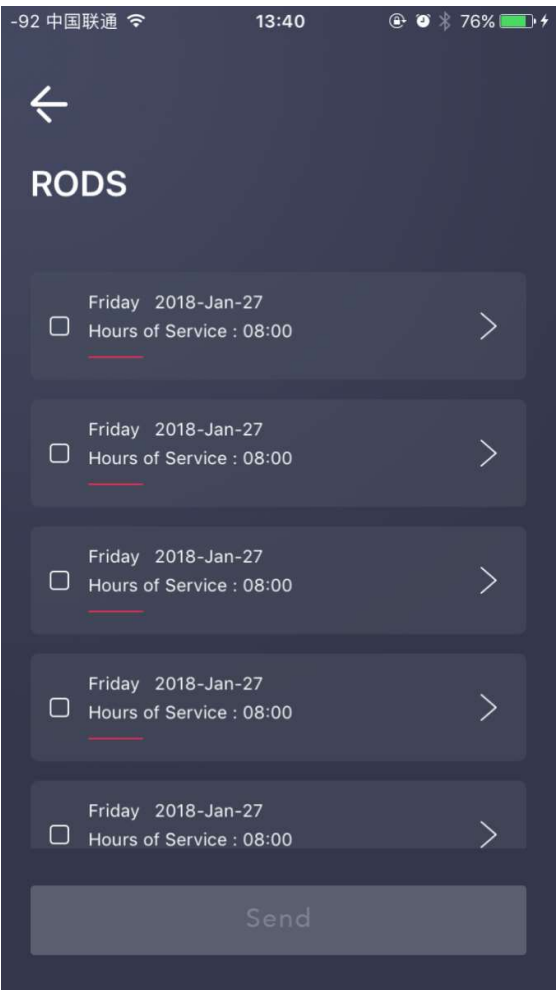 -92 中国联通 13:40 76%
RODS
Friday 2018-Jan-27
Hours of Service : 08:00
Friday 2018-Jan-27
Hours of Service : 08:00
Friday 2018-Jan-27
Hours of Service : 08:00
Friday 2018-Jan-27
Hours of Service : 08:00
Friday 2018-Jan-27
Hours of Service : 08:00
Send